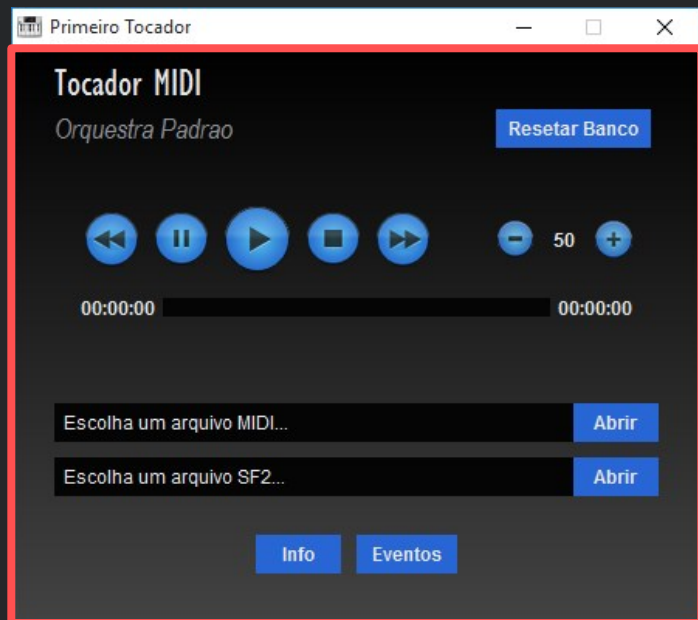 Primeiro Tocador
Tocador MIDI
Orquestra Padrao
Resetar Banco
50
00:00:00
00:00:00
Escolha um arquivo MIDI...
Abrir
Escolha um arquivo SF2...
Abrir
Info
Eventos